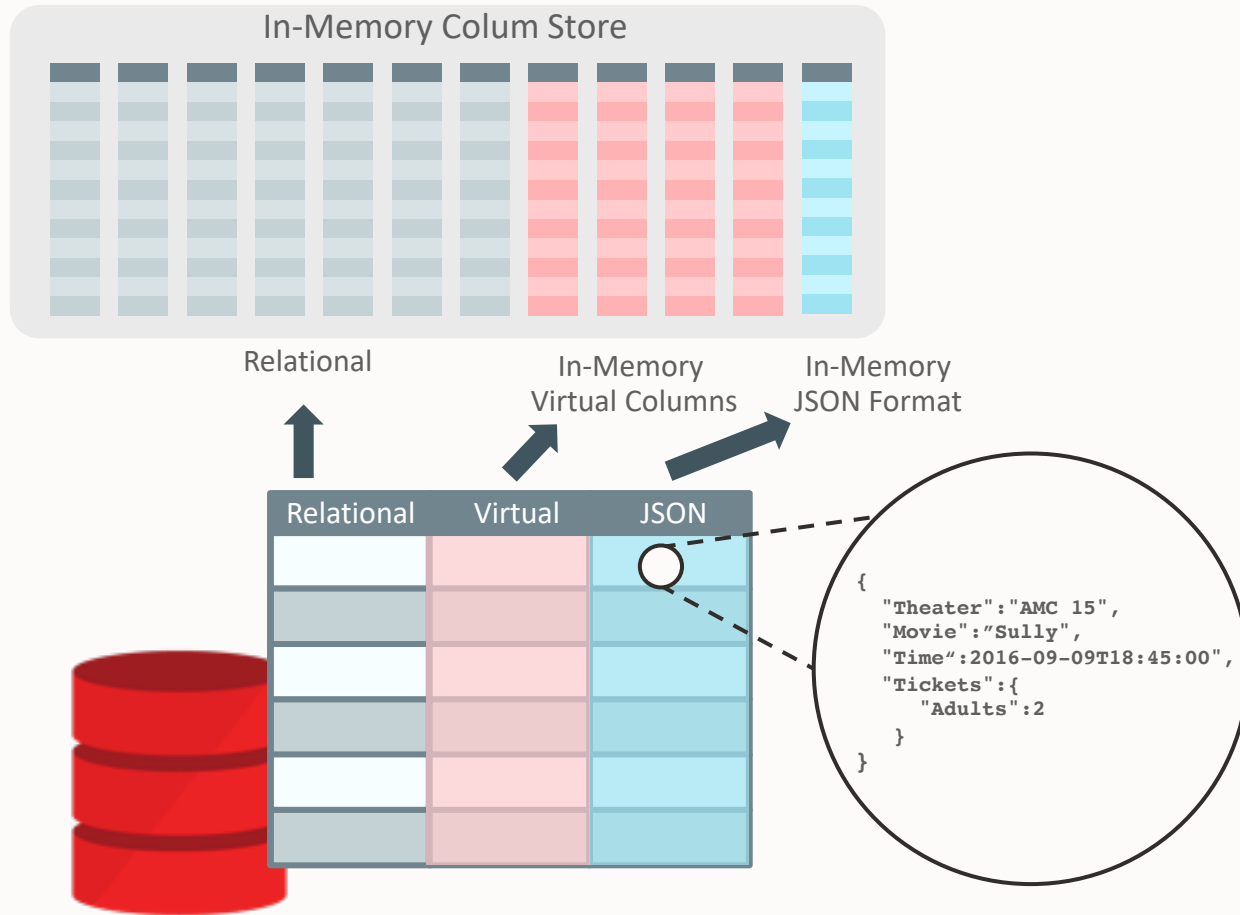 In-Memory Colum Store
Relational
In-Memory
Virtual Columns
In-Memory
JSON Format
Relational Virtual JSON
{
"Theater":"AMC 15",
"Movie":”Sully",
"Time“:2016-09-09T18:45:00",
"Tickets":{
"Adults":2
}
}